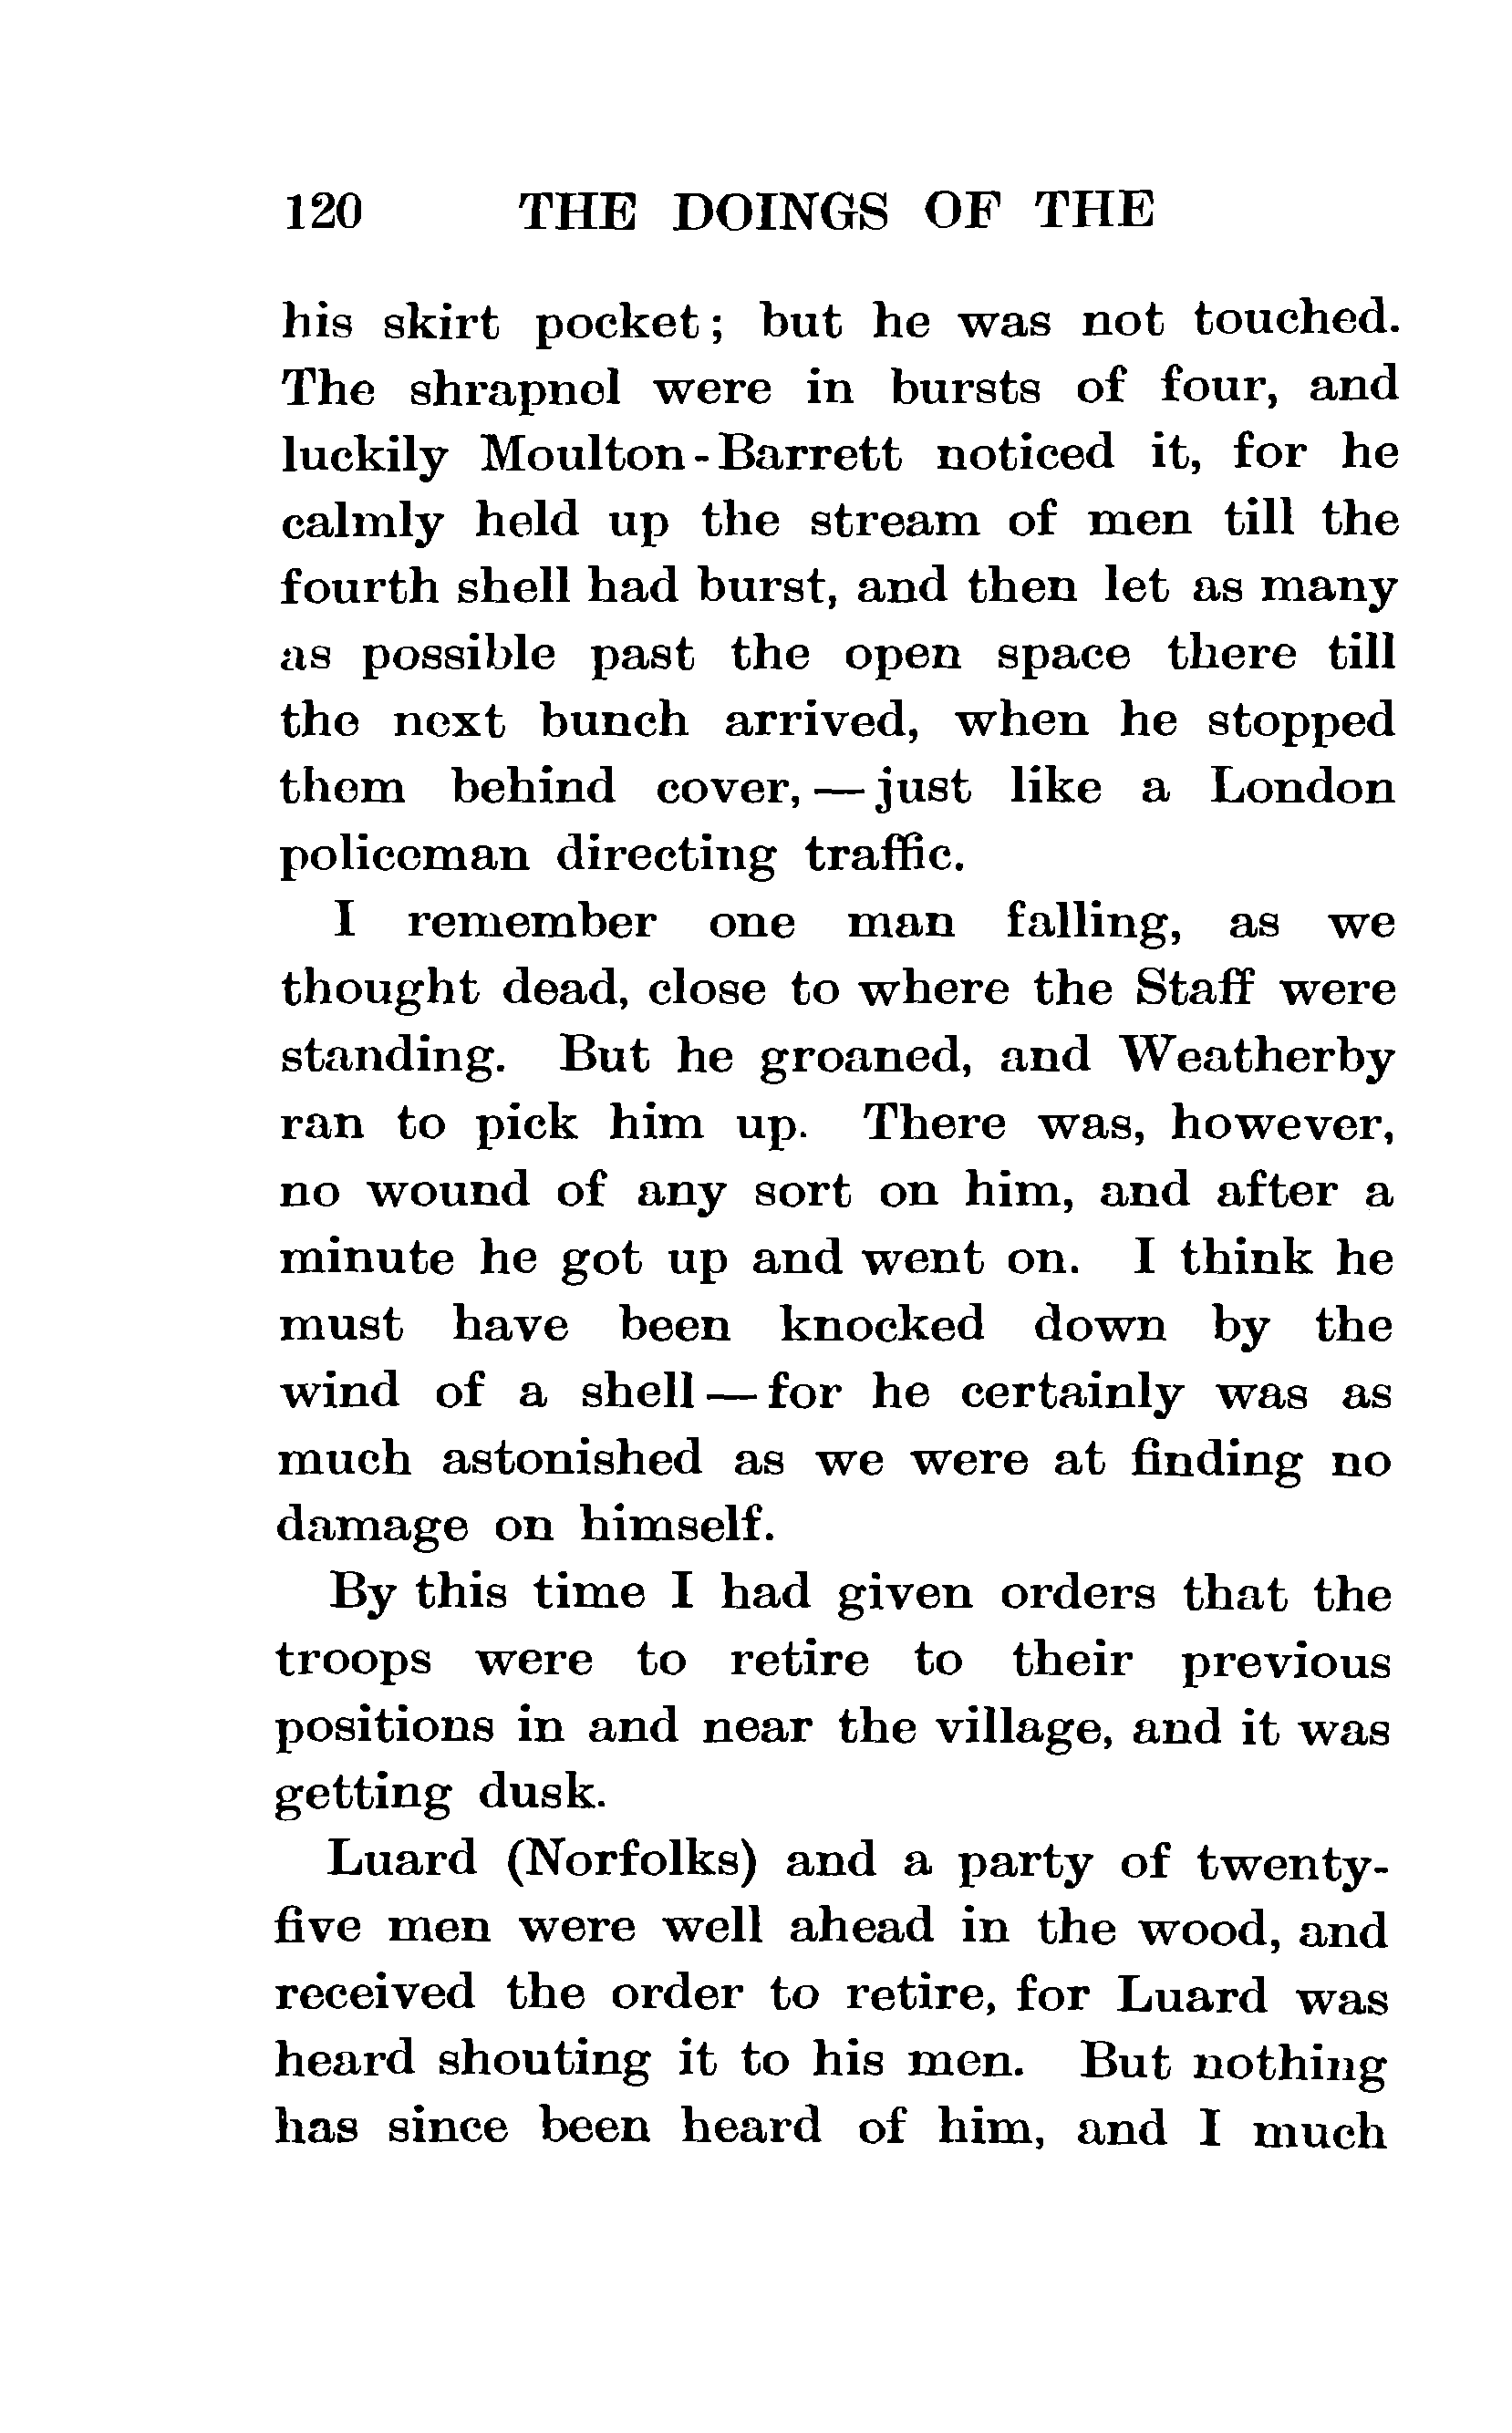 120 THE DOINGS OF THE
his skirt pocket; but he was not touched.
The shrapnel were in bursts of four, and
luckily Moulton-Barrett noticed it, for he
calmly held up the stream of men till the
fourth shell had burst, and then let as many
as possible past the open space there till
the next bunch arrived, when he stopped
them behind cover,—just like a London
policeman directing traffic.
I remember one man falling, as we
thought dead, close to where the Staff were
standing. But he groaned, and Weatherby
ran to pick him up. There was, however,
no wound of any sort on him, and after a
minute he got up and went on. I think he
must have been knocked down by the
wind of a shell—for he certainly was as
much astonished as we were at finding no
damage on himself.
By this time I had given orders that the
troops were to retire to their previous
positions in and near the village, and it was
getting dusk.
Luard (Norfolks) and a party of twenty-
five men were well ahead in the wood, and
received the order to retire, for Luard was
heard shouting it to his men. But nothing
has since been heard of him, and I much